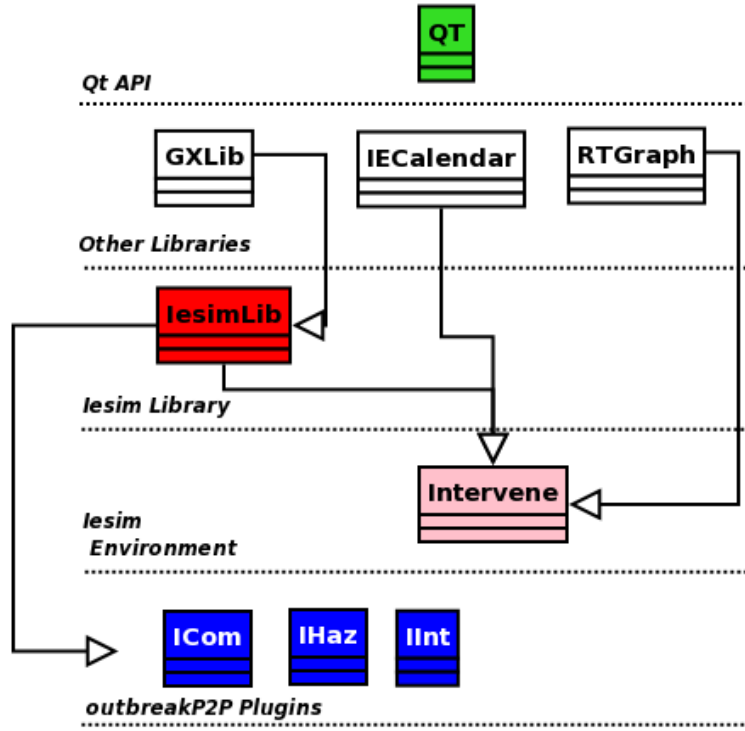 QT
Qt API
GXLib
IECalendar
RTGraph
Other Libraries
IesimLib
Iesim Library
Intervene
Iesim
Environment
ICom
IHaz
IInt
outbreakP2P Plugins